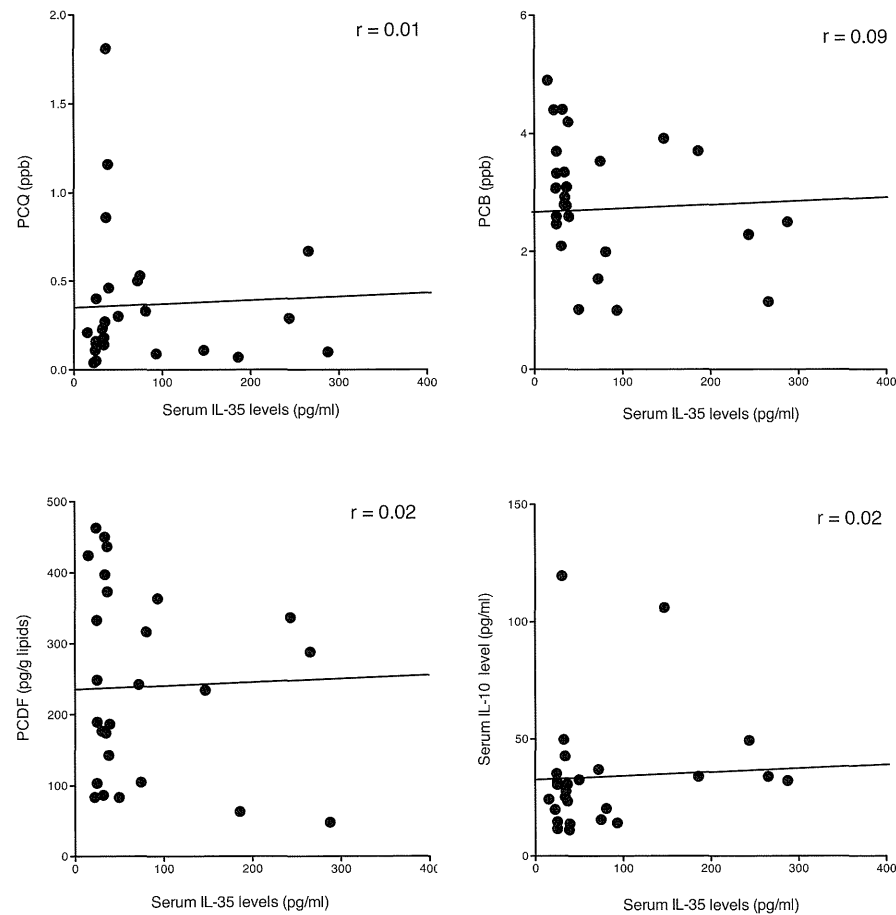 r = 0.01
PCQ (ppb)
2.0
1.5
1.0
0.5
0.0
0 100 200 300 400
Serum IL-35 levels (pg/ml)
r = 0.09
PCB (ppb)
6
4
2
0
0 100 200 300 400
Serum IL-35 levels (pg/ml)
r = 0.02
PCDF (pg/g lipids)
500
400
300
200
100
0
0 100 200 300 400
Serum IL-35 levels (pg/ml)
r = 0.02
Serum IL-10 level (pg/ml)
150
100
50
0
0 100 200 300 400
Serum IL-35 levels (pg/ml)